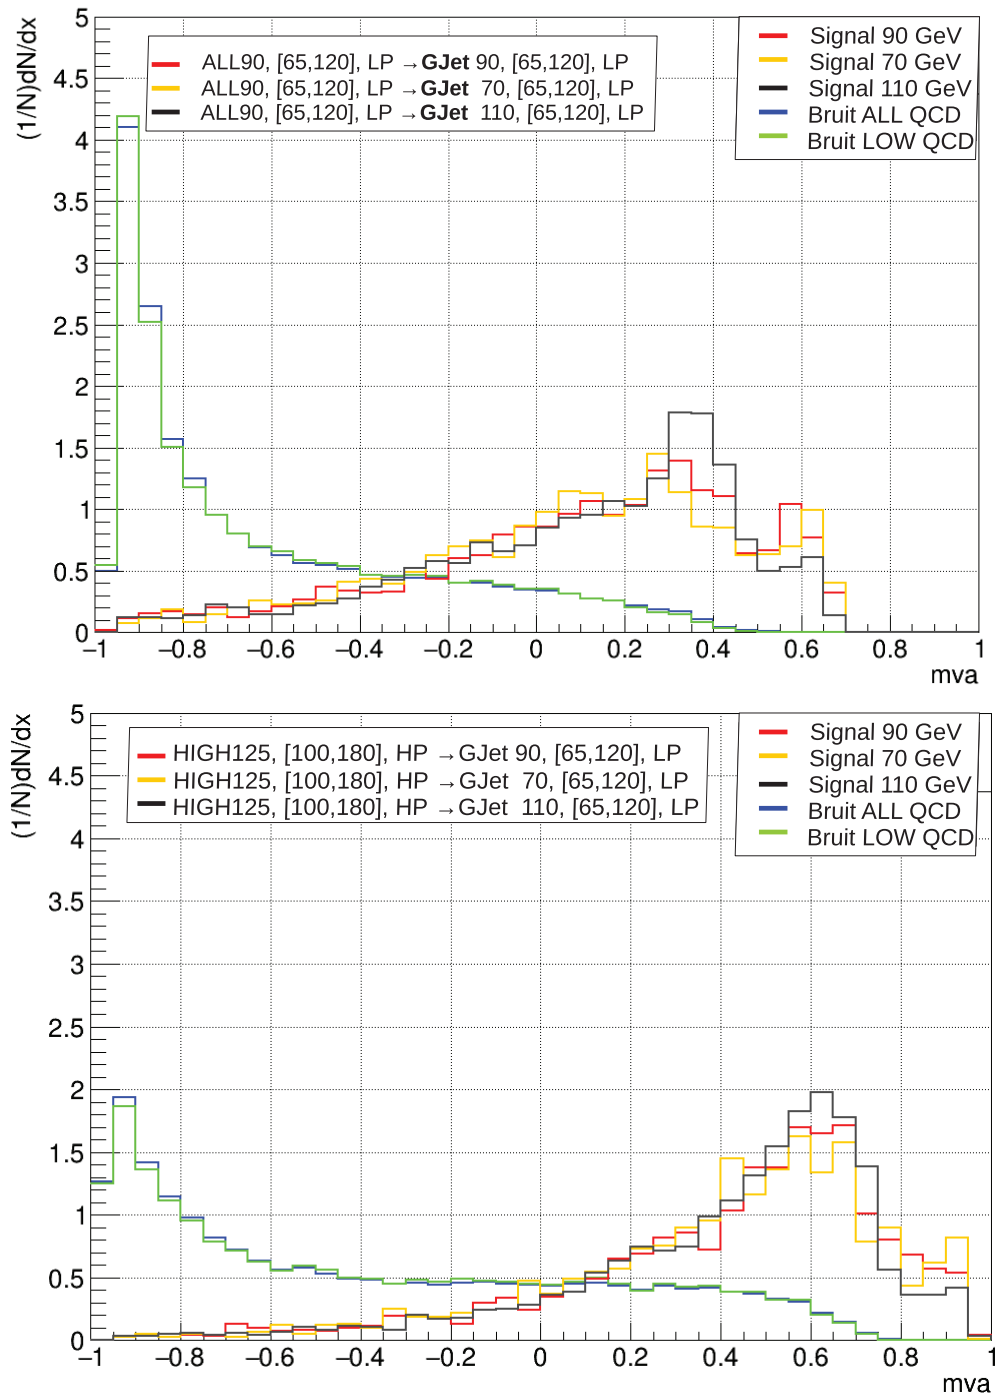 (1/N)dN/dx
5
4.5
4
3.5
3
2.5
2
1.5
1
0.5
0
ALL90, [65,120], LP →GJet 90, [65,120], LP
ALL90, [65,120], LP →GJet 70, [65,120], LP
ALL90, [65,120], LP →GJet 110, [65,120], LP
Signal 90 GeV
Signal 70 GeV
Signal 110 GeV
Bruit ALL QCD
Bruit LOW QCD
−1 −0.8 −0.6 −0.4 −0.2 0 0.2 0.4 0.6 0.8 1
mva
(1/N)dN/dx
5
4.5
4
3.5
3
2.5
2
1.5
1
0.5
0
HIGH125, [100,180], HP →GJet 90, [65,120], LP
HIGH125, [100,180], HP →GJet 70, [65,120], LP
HIGH125, [100,180], HP →GJet 110, [65,120], LP
Signal 90 GeV
Signal 70 GeV
Signal 110 GeV
Bruit ALL QCD
Bruit LOW QCD
−1 −0.8 −0.6 −0.4 −0.2 0 0.2 0.4 0.6 0.8 1
mva